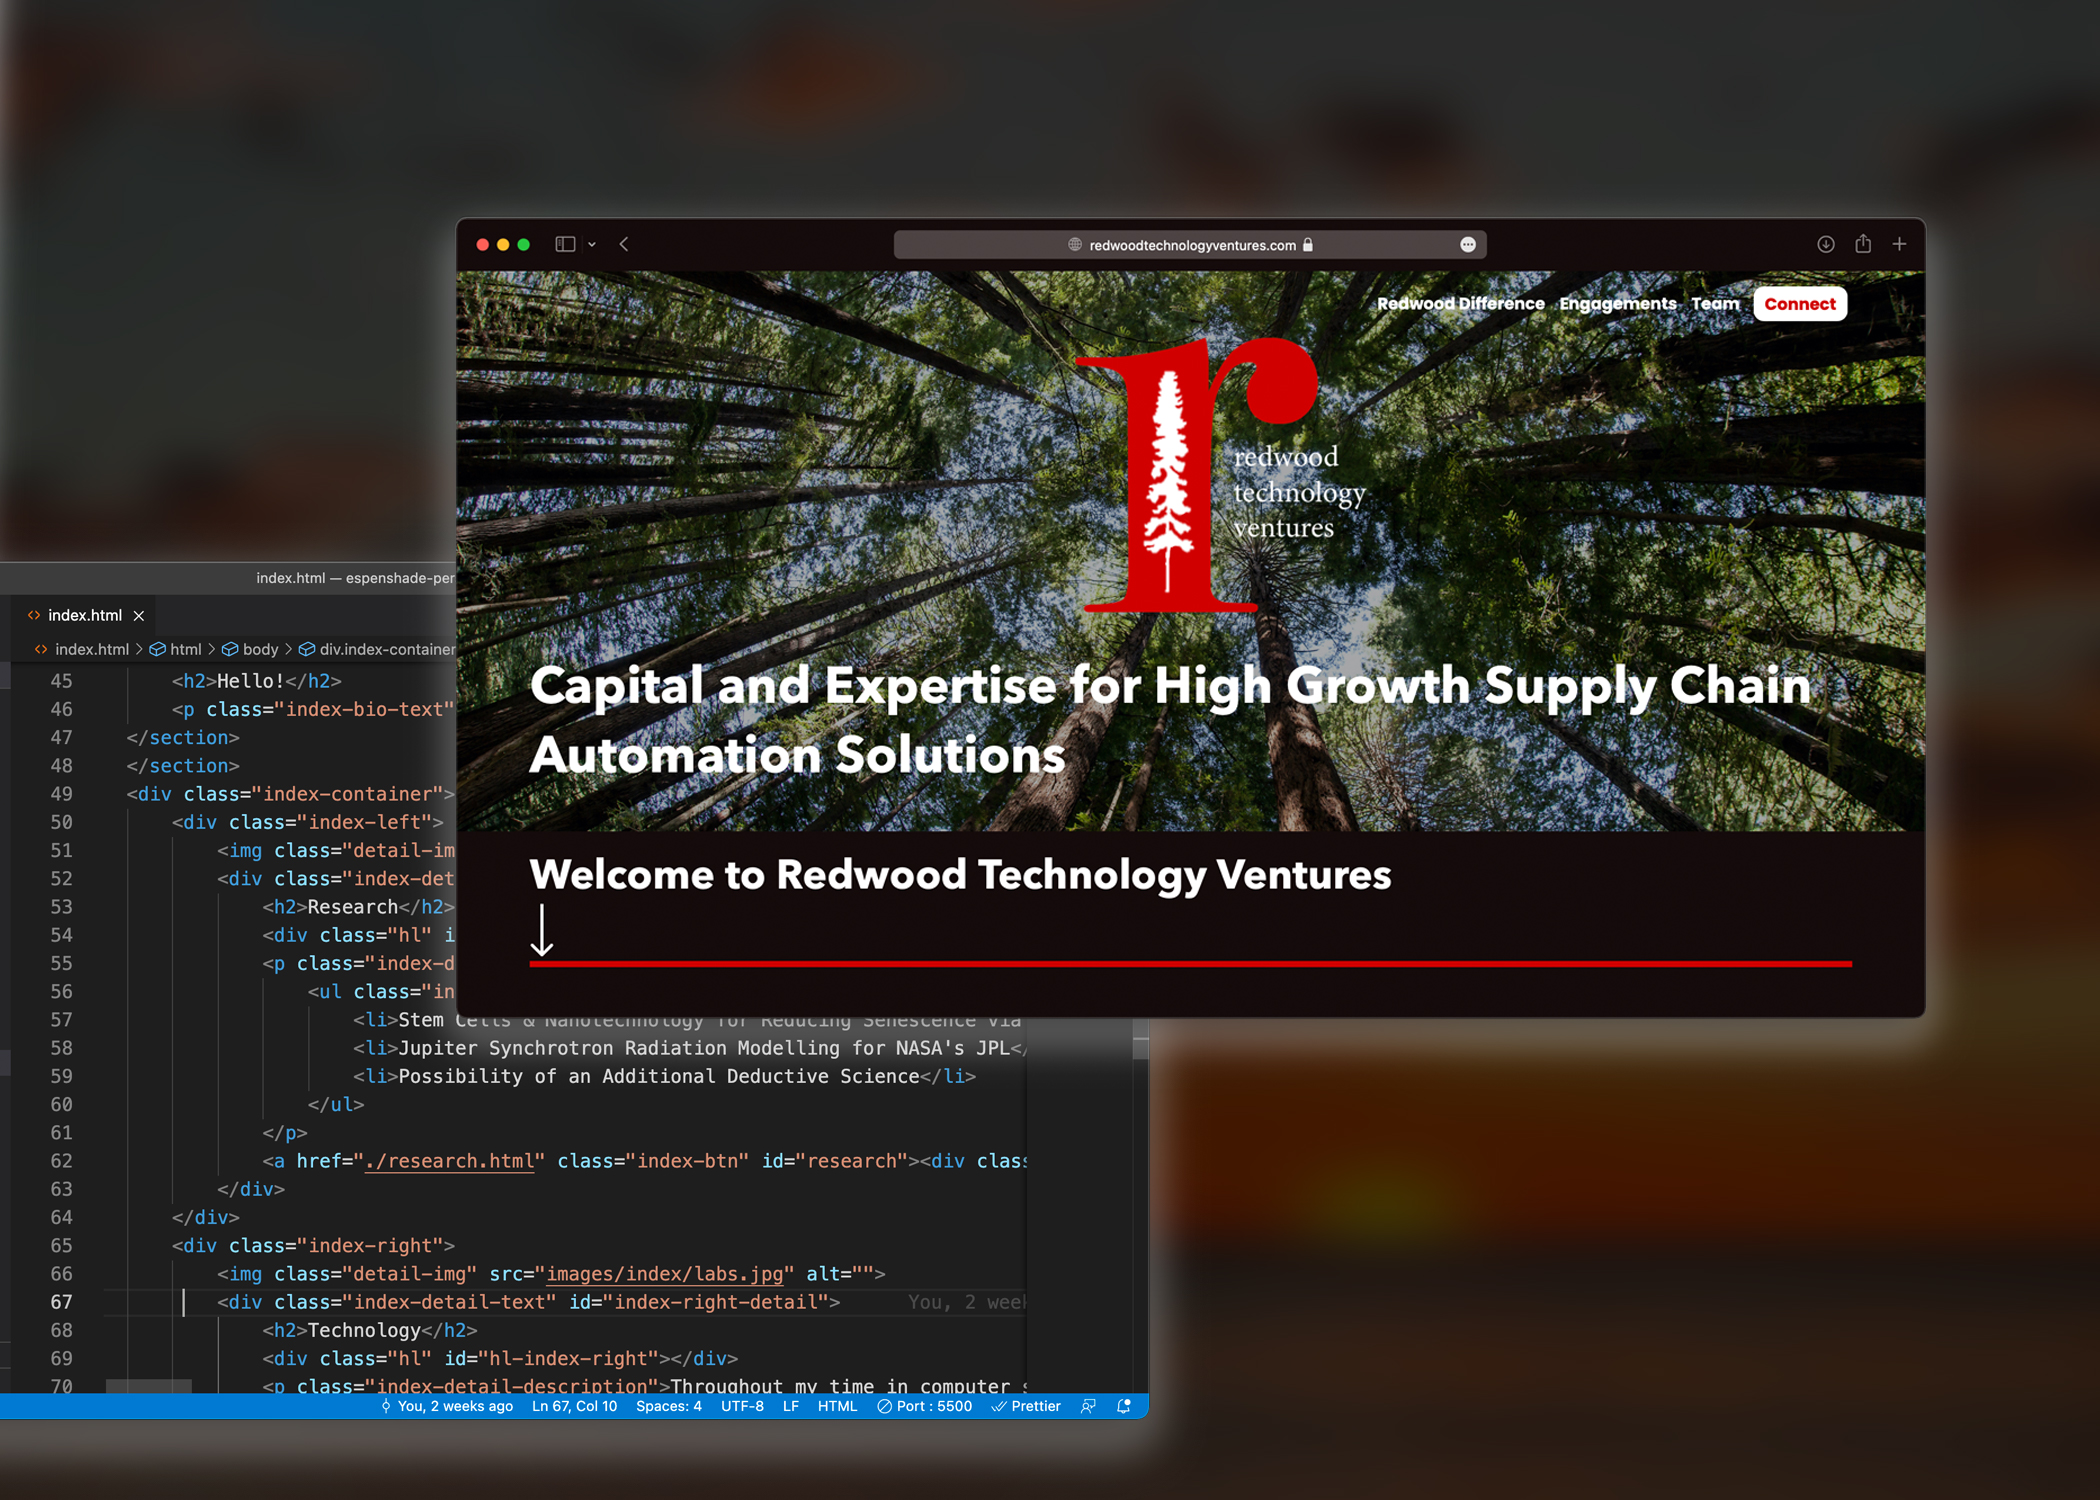 redwoodtechnologyventures.com
Redwood Difference Engagements Team Connect
r
redwood
technology
ventures
Capital and Expertise for High Growth Supply Chain
Automation Solutions
Welcome to Redwood Technology Ventures
index.html — espenshade-per
index.html
index.html > html > body > div.index-container
45 <h2>Hello!</h2>
46 <p class="index-bio-text"
47 </section>
48 </section>
49 <div class="index-container">
50 <div class="index-left">
51 <img class="detail-im
52 <div class="index-det
53 <h2>Research</h2>
54 <div class="hl" i
55 <p class="index-d
56 <ul class="in
57 <li>Stem Cells & Nanotechnology for Reducing Senescence via
58 <li>Jupiter Synchrotron Radiation Modelling for NASA's JPL</
59 <li>Possibility of an Additional Deductive Science</li>
60 </ul>
61 </p>
62 <a href="./research.html" class="index-btn" id="research"><div clas
63 </div>
64 </div>
65 <div class="index-right">
66 <img class="detail-img" src="images/index/labs.jpg" alt="">
67 <div class="index-detail-text" id="index-right-detail"> You, 2 week
68 <h2>Technology</h2>
69 <div class="hl" id="hl-index-right"></div>
70 <p class="index-detail-description">Throughout my time in computer s
You, 2 weeks ago Ln 67, Col 10 Spaces: 4 UTF-8 LF HTML Port : 5500 Prettier